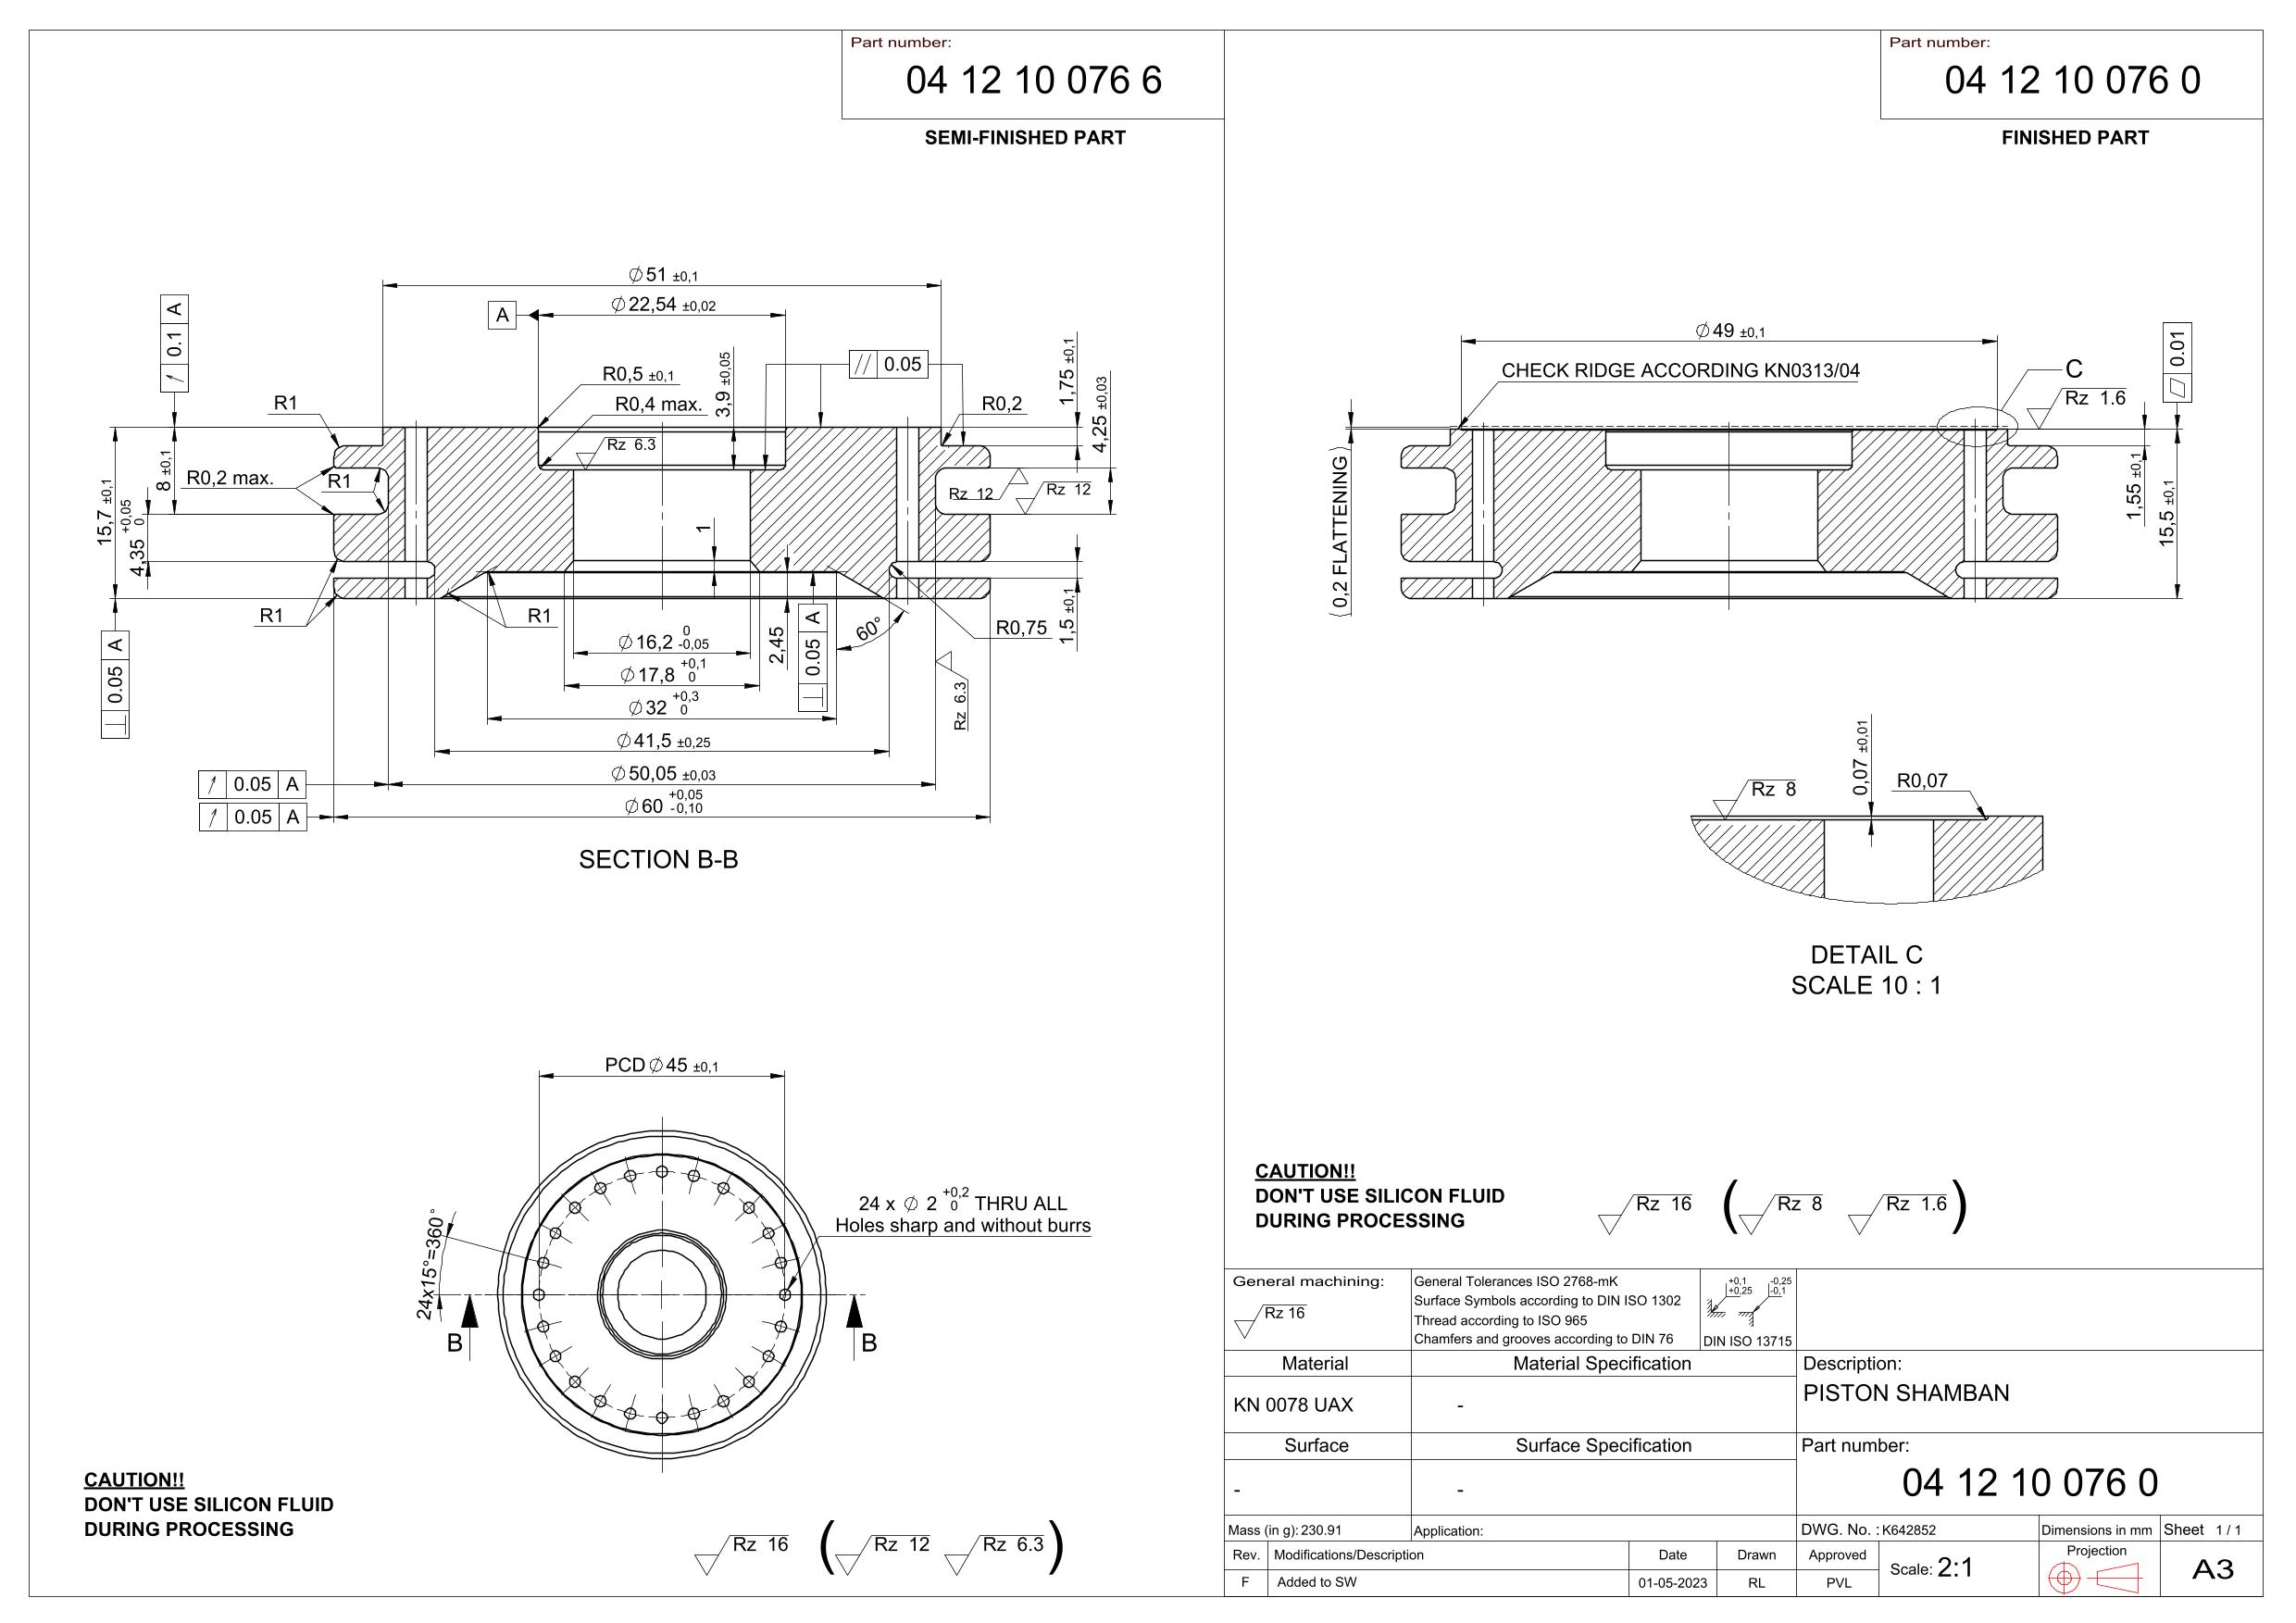 Part number:
04 12 10 076 6
SEMI-FINISHED PART
Part number:
04 12 10 076 0
FINISHED PART
∅51 ±0,1
∅22,54 ±0,02
A
0.1 A
R0,5 ±0,1
R0,4 max.
3,9 ±0,05
// 0.05
1,75 ±0,1
4,25 ±0,03
R1
R0,2
Rz 6.3
8 ±0,1
R0,2 max.
R1
Rz 12
Rz 12
15,7 ±0,1
4,35 +0,05 0
1
R1
R1
60°
R0,75
1,5 ±0,1
∅16,2 0 -0,05
2,45
⊥ 0.05 A
⊥ 0.05 A
∅17,8 +0,1 0
∅32 +0,3 0
Rz 6.3
∅41,5 ±0,25
∅50,05 ±0,03
0.05 A
∅60 +0,05 -0,10
0.05 A
SECTION B-B
PCD ∅45 ±0,1
24 x ∅ 2 +0,2 0 THRU ALL
Holes sharp and without burrs
24x15°=360°
B
B
CAUTION!!
DON'T USE SILICON FLUID
DURING PROCESSING
Rz 16 ( Rz 12 Rz 6.3 )
∅49 ±0,1
CHECK RIDGE ACCORDING KN0313/04
C
Rz 1.6
0.01
( 0,2 FLATTENING )
1,55 ±0,1
15,5 ±0,1
0,07 ±0,01
Rz 8
R0,07
DETAIL C
SCALE 10 : 1
CAUTION!!
DON'T USE SILICON FLUID
DURING PROCESSING
Rz 16 ( Rz 8 Rz 1.6 )
General machining:
Rz 16
General Tolerances ISO 2768-mK
Surface Symbols according to DIN ISO 1302
Thread according to ISO 965
Chamfers and grooves according to DIN 76
+0,1
+0,25
-0,25
-0,1
DIN ISO 13715
Material
Material Specification
KN 0078 UAX
-
Description:
PISTON SHAMBAN
Surface
Surface Specification
-
-
Part number:
04 12 10 076 0
Mass (in g): 230.91
Application:
DWG. No. : K642852
Dimensions in mm
Sheet 1 / 1
Rev. Modifications/Description Date Drawn Approved
F Added to SW 01-05-2023 RL PVL
Scale: 2:1
Projection
A3